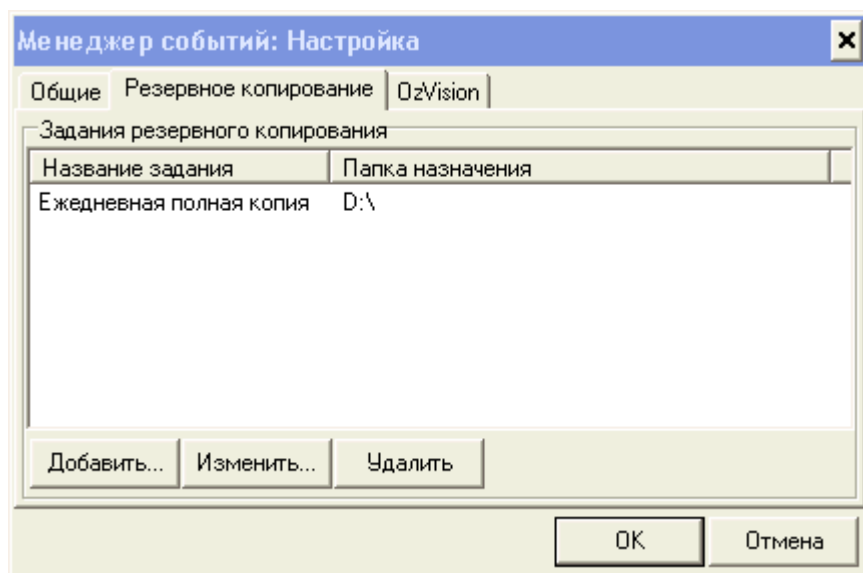 Менеджер событий: Настройка
Общие Резервное копирование OzVision
Задания резервного копирования
Название задания Папка назначения
Ежедневная полная копия D:\
Добавить... Изменить... Удалить
OK Отмена